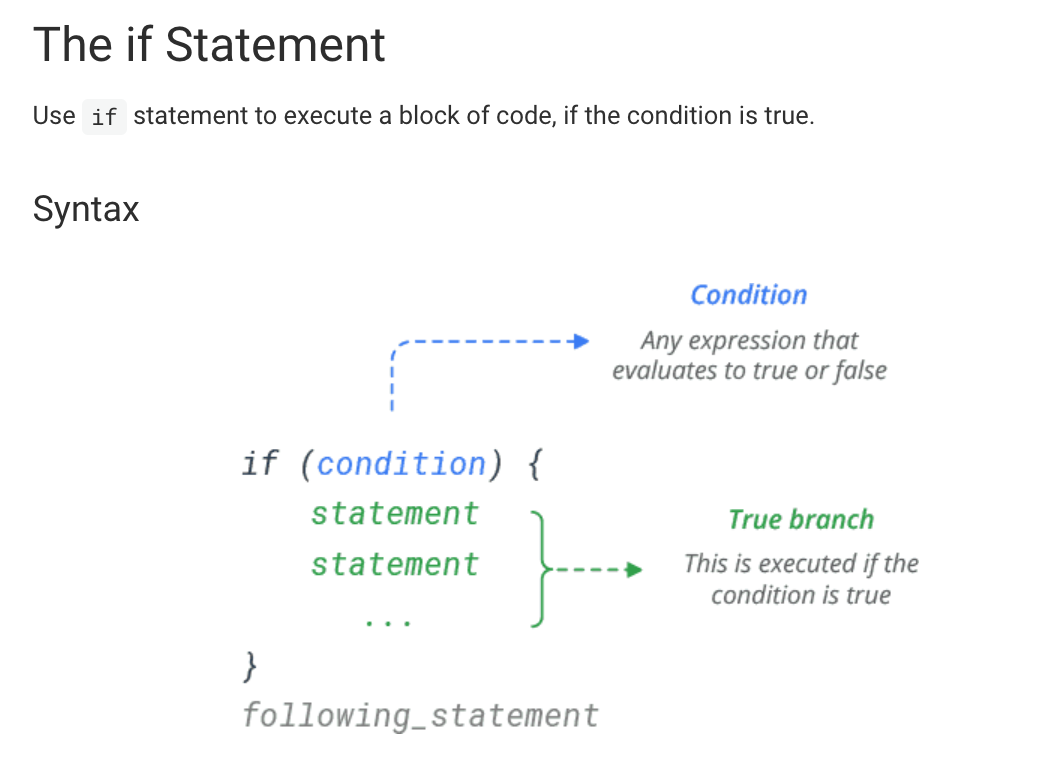 The if Statement
Use if statement to execute a block of code, if the condition is true.
Syntax
Condition
Any expression that
evaluates to true or false
if (condition) {
statement
statement
...
}
following_statement
True branch
This is executed if the
condition is true